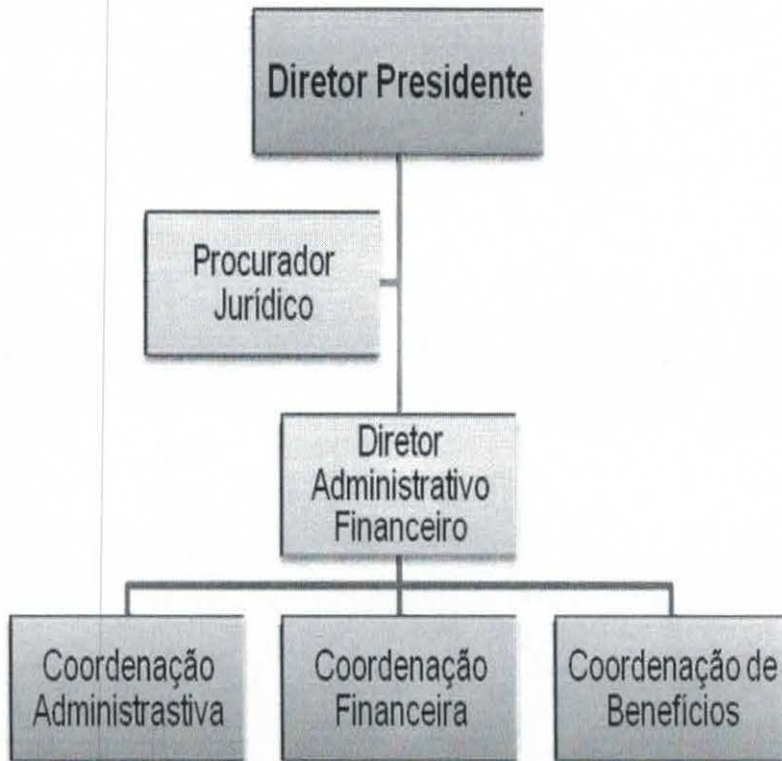 Diretor Presidente
Procurador
Jurídico
Diretor
Administrativo
Financeiro
Coordenação
Administrastiva
Coordenação
Financeira
Coordenação de
Benefícios